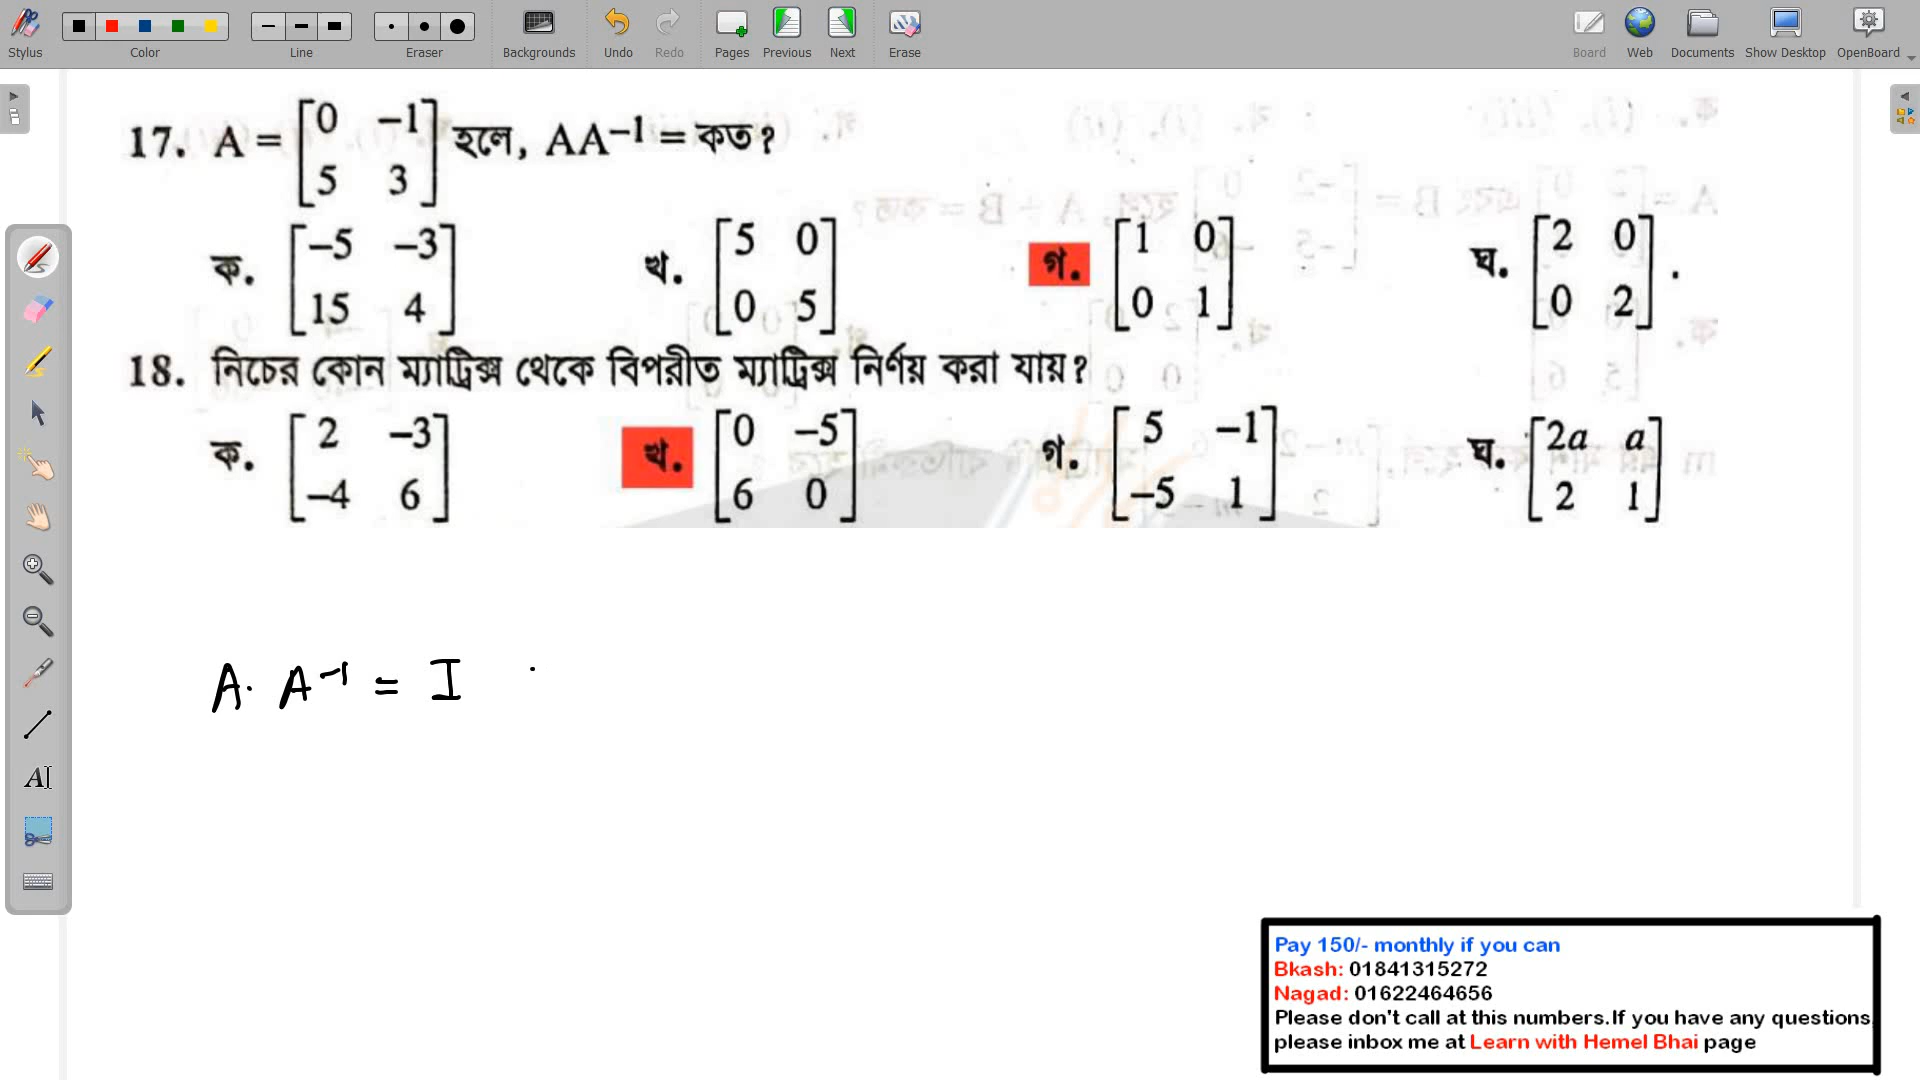 Stylus Color Line Eraser Backgrounds Undo Redo Pages Previous Next Erase Board Web Documents Show Desktop OpenBoard
17. A = [0 −1; 5 3] হলে, AA⁻¹ = কত?
ক. [−5 −3; 15 4] খ. [5 0; 0 5] গ. [1 0; 0 1] ঘ. [2 0; 0 2].
18. নিচের কোন ম্যাট্রিক্স থেকে বিপরীত ম্যাট্রিক্স নির্ণয় করা যায়?
ক. [2 −3; −4 6] খ. [0 −5; 6 0] গ. [5 −1; −5 1] ঘ. [2a a; 2 1]
A. A⁻¹ = I
Pay 150/- monthly if you can
Bkash: 01841315272
Nagad: 01622464656
Please don't call at this numbers.If you have any questions
please inbox me at Learn with Hemel Bhai page